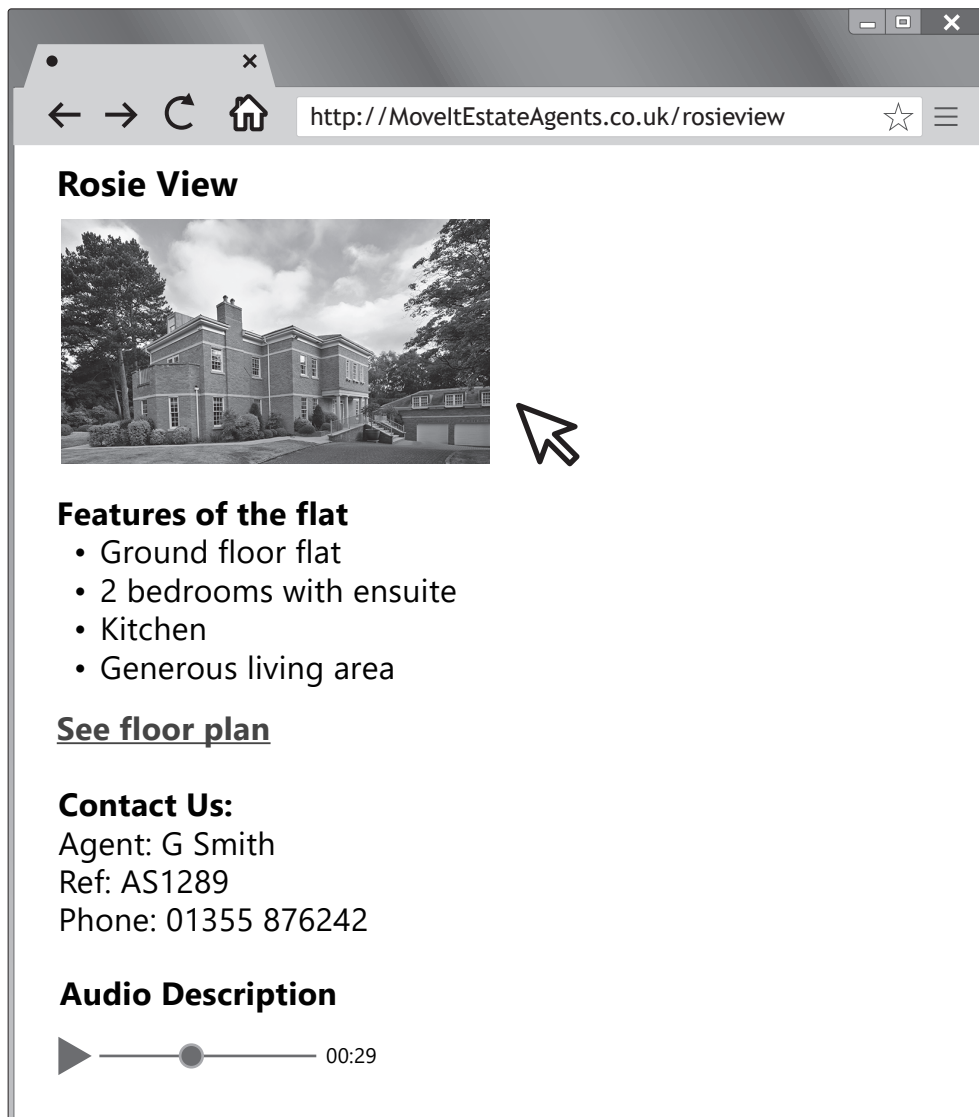 http://MoveItEstateAgents.co.uk/rosieview
Rosie View
Features of the flat
• Ground floor flat
• 2 bedrooms with ensuite
• Kitchen
• Generous living area
See floor plan
Contact Us:
Agent: G Smith
Ref: AS1289
Phone: 01355 876242
Audio Description
00:29